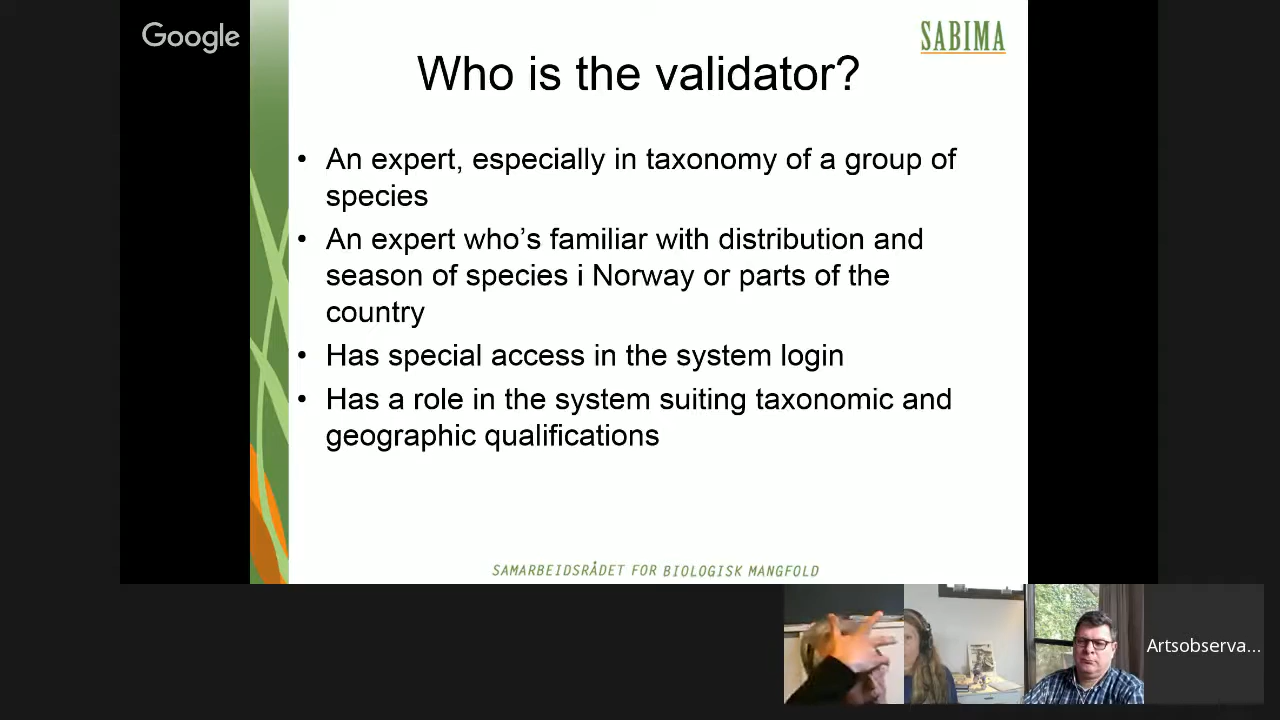 Google
SABIMA
Who is the validator?
• An expert, especially in taxonomy of a group of
species
• An expert who’s familiar with distribution and
season of species i Norway or parts of the
country
• Has special access in the system login
• Has a role in the system suiting taxonomic and
geographic qualifications
SAMARBEIDSRÅDET FOR BIOLOGISK MANGFOLD
Artsobserva...